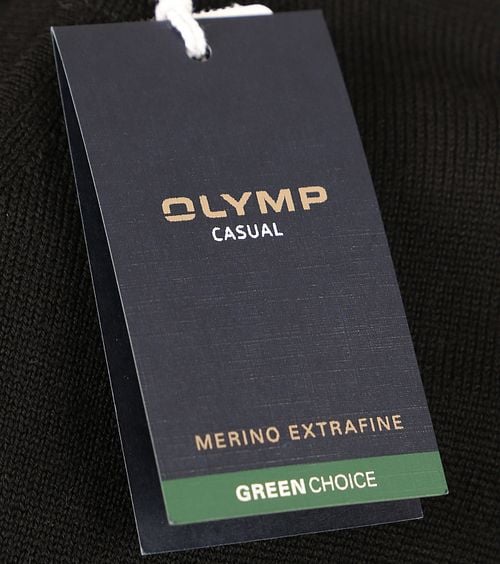 OLYMP
CASUAL
MERINO EXTRAFINE
GREEN CHOICE